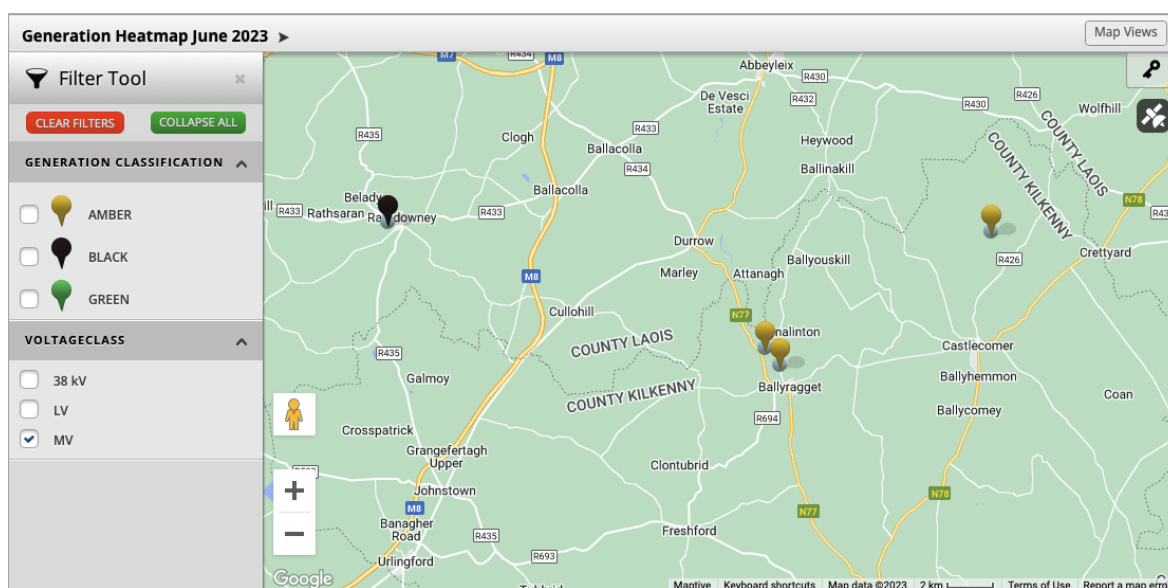 Generation Heatmap June 2023 ➤
Map Views
Filter Tool ×
CLEAR FILTERS
COLLAPSE ALL
GENERATION CLASSIFICATION
AMBER
BLACK
GREEN
VOLTAGECLASS
38 kV
LV
MV
M7
R434
M8
Abbeyleix
R430
De Vesci
Estate
R432
R430
R426
Wolfhill
R435
Clogh
R433
Heywood
Ballacolla
R434
Ballinakill
COUNTY LAOIS
COUNTY KILKENNY
Ballacolla
N78
R433
Rathsaran
R433
Durrow
R426
Crettyard
Marley
Attanagh
Ballyouskill
M8
Cullohill
N77
COUNTY LAOIS
R435
Castlecomer
Galmoy
COUNTY KILKENNY
Ballyragget
Ballyhemmon
Coan
R694
Ballycomey
Crosspatrick
Grangefertagh
Upper
Clontubrid
Johnstown
M8
N78
N77
Banagher
Road
R435
Freshford
Urlingford
R693
Google
Maptive
Keyboard shortcuts
Map data ©2023
2 km
Terms of Use
Report a map error